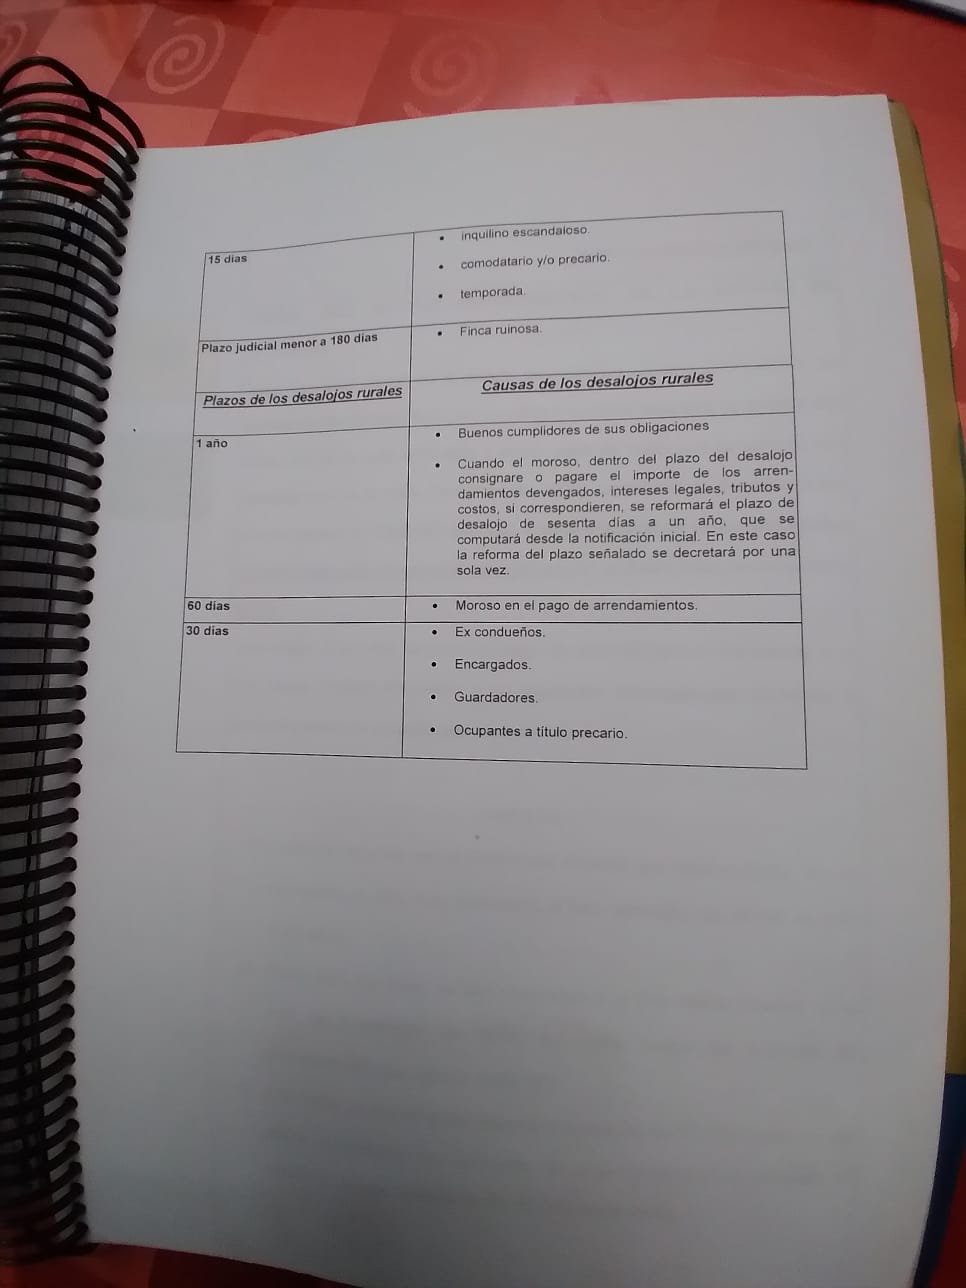 15 dias
• inquilino escandaloso.
• comodatario y/o precario.
• temporada.
Plazo judicial menor a 180 dias
• Finca ruinosa.
Plazos de los desalojos rurales
Causas de los desalojos rurales
1 año
• Buenos cumplidores de sus obligaciones
• Cuando el moroso, dentro del plazo del desalojo
consignare o pagare el importe de los arren-
damientos devengados, intereses legales, tributos y
costos, si correspondieren, se reformará el plazo de
desalojo de sesenta días a un año, que se
computará desde la notificación inicial. En este caso
la reforma del plazo señalado se decretará por una
sola vez.
60 dias
• Moroso en el pago de arrendamientos.
30 dias
• Ex condueños.
• Encargados.
• Guardadores.
• Ocupantes a título precario.